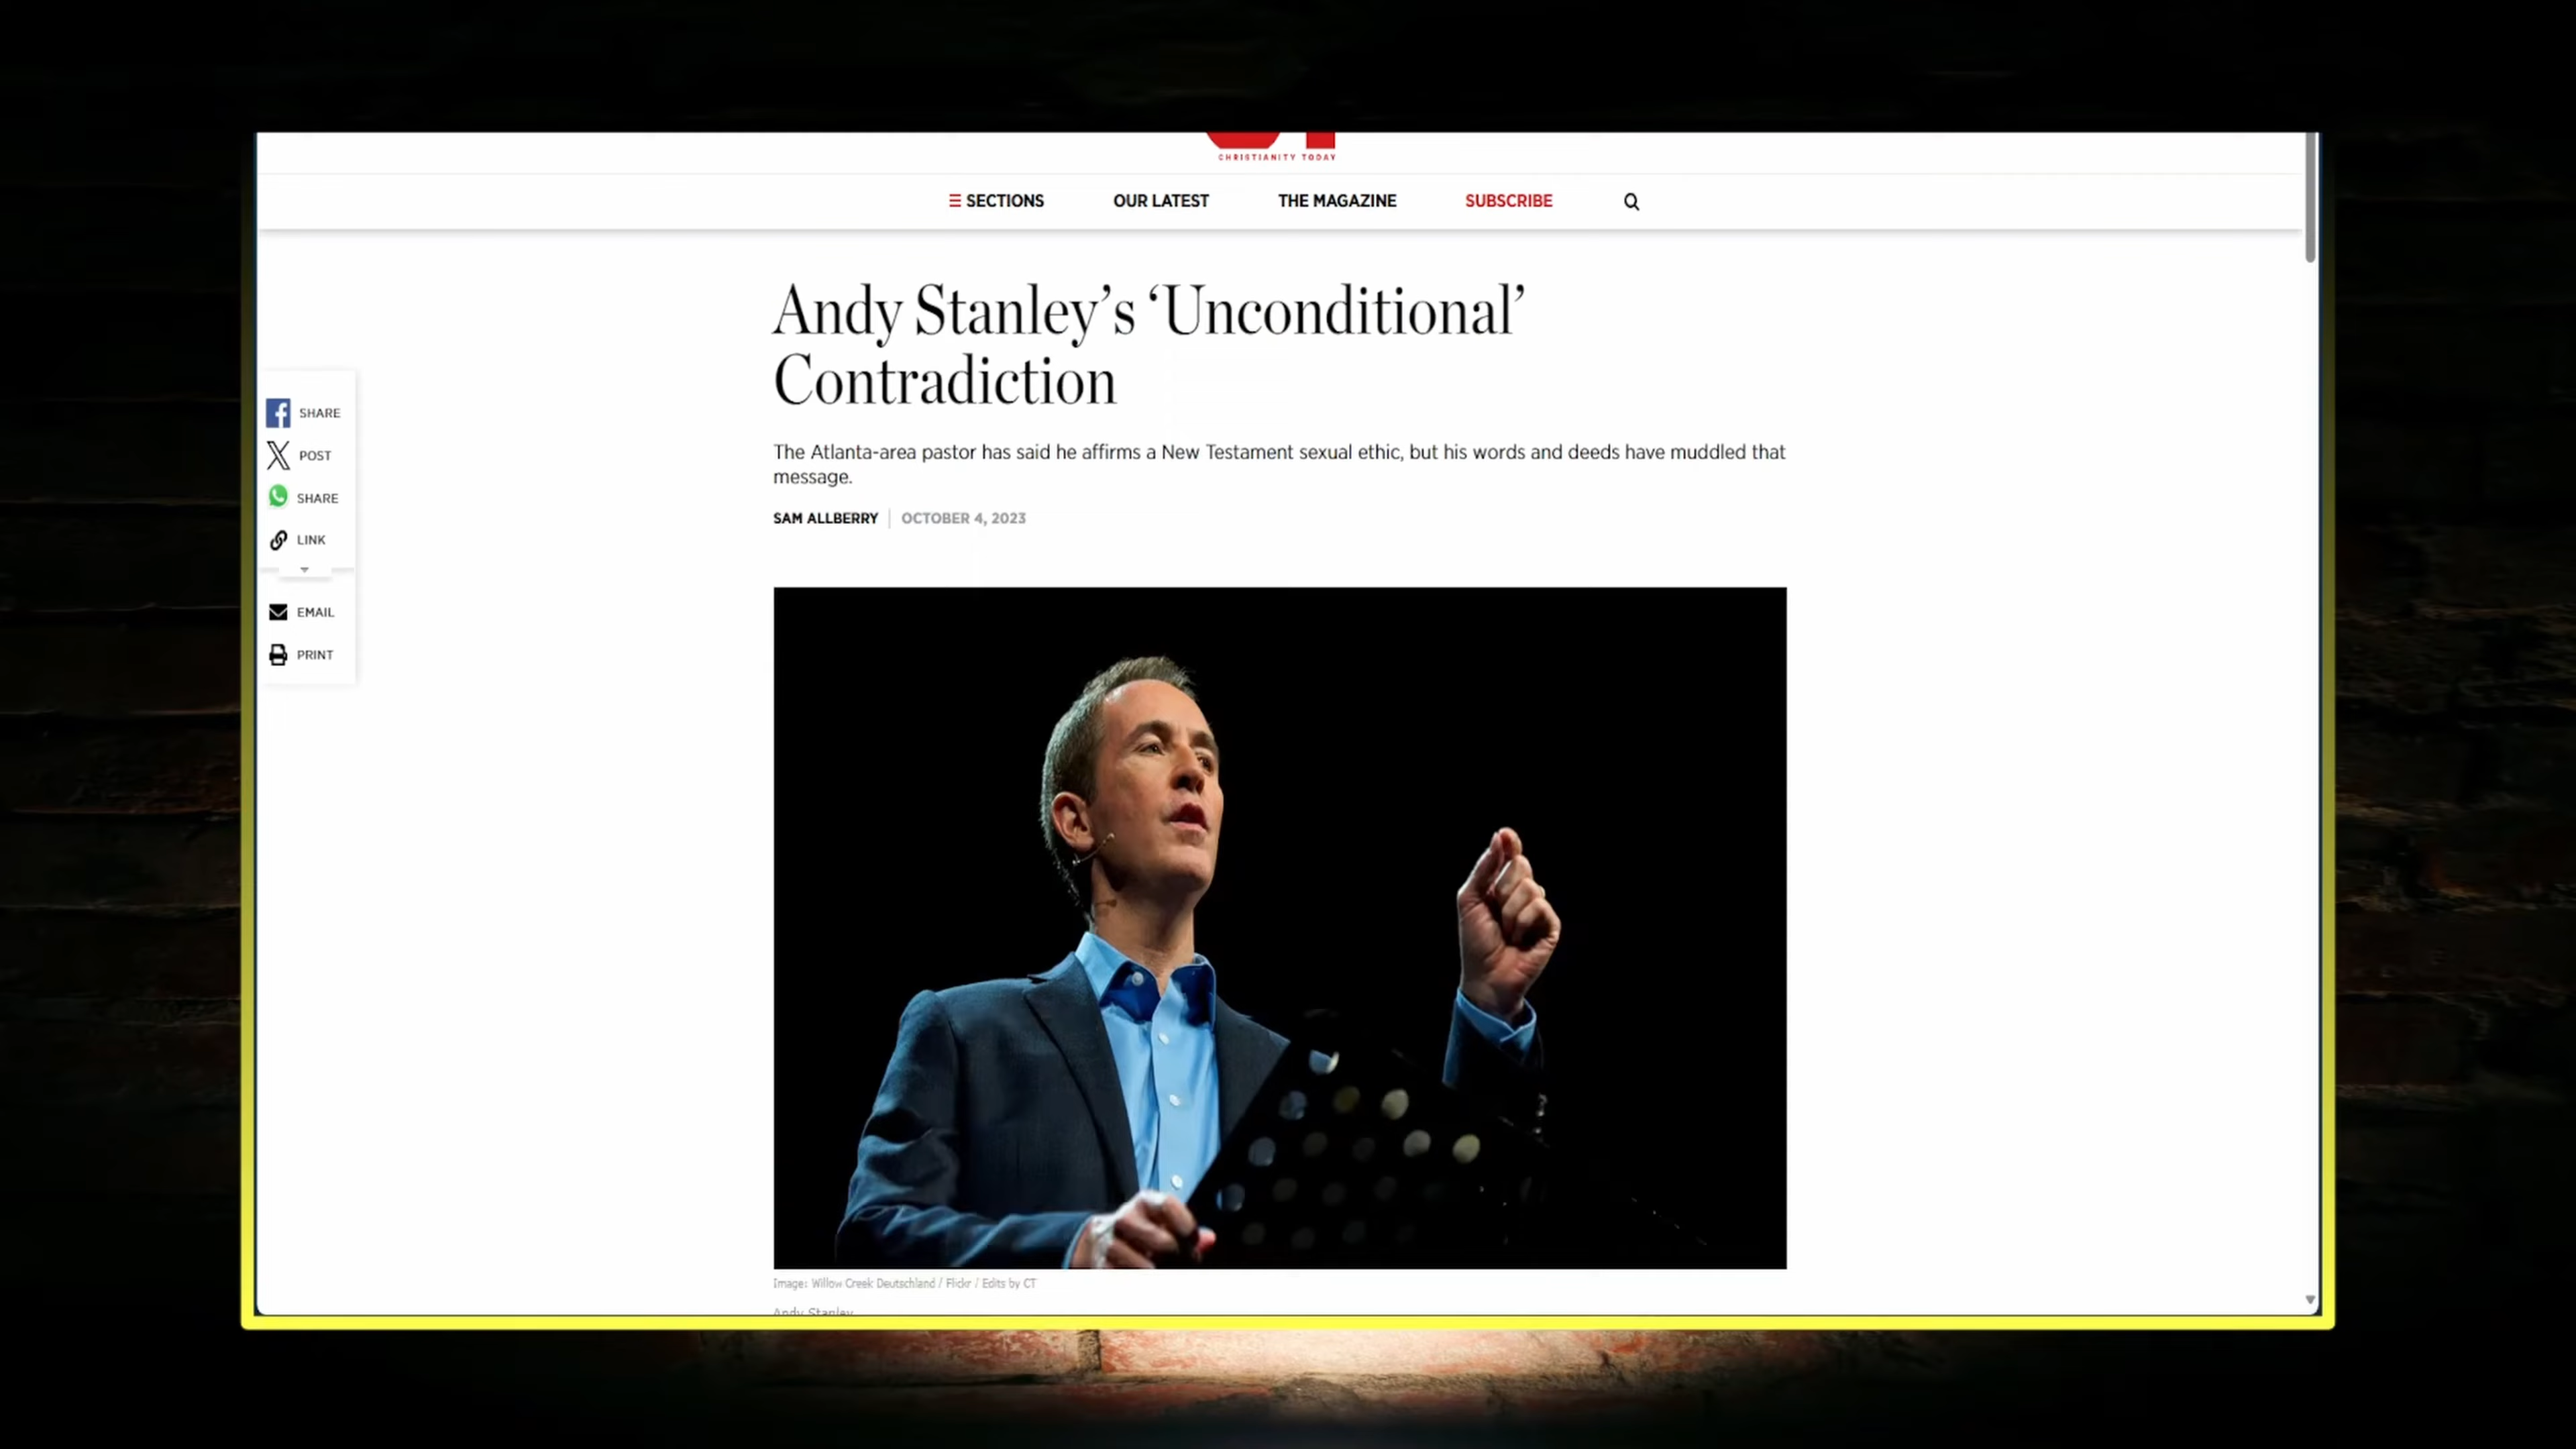 CHRISTIANITY TODAY
SECTIONS OUR LATEST THE MAGAZINE SUBSCRIBE
Andy Stanley’s ‘Unconditional’
Contradiction
The Atlanta-area pastor has said he affirms a New Testament sexual ethic, but his words and deeds have muddled that
message.
SAM ALLBERRY | OCTOBER 4, 2023
SHARE
POST
SHARE
LINK
EMAIL
PRINT
Image: Willow Creek Deutschland / Flickr / Edits by CT
Andy Stanley